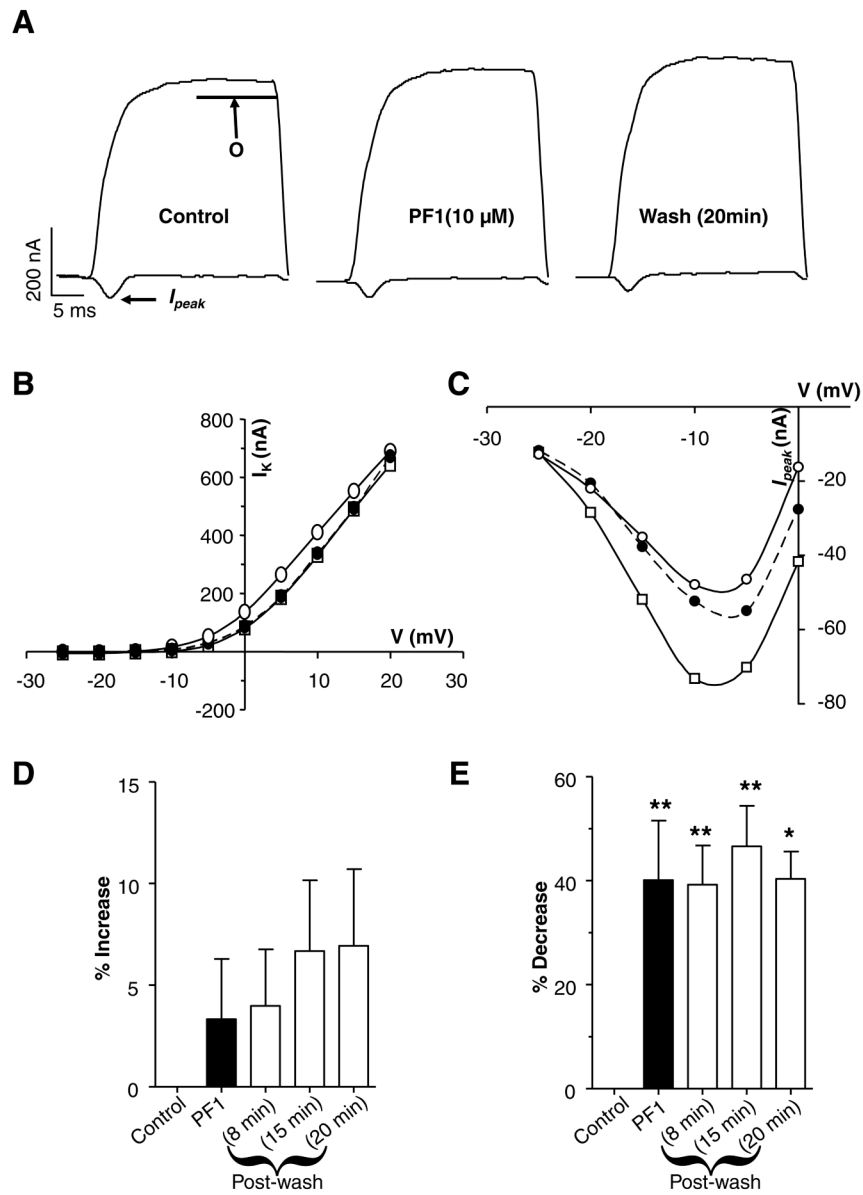 A
O
Control
PF1(10 µM)
Wash (20min)
200 nA
5 ms
Ipeak
B
800
600
400
200
-200
IK (nA)
V (mV)
-30
-20
-10
10
20
30
C
V (mV)
-30
-20
-10
Ipeak (nA)
-20
-40
-60
-80
D
15
10
5
0
% Increase
Control
PF1
(8 min)
(15 min)
(20 min)
Post-wash
E
60
40
20
0
% Decrease
**
**
**
*
Control
PF1
(8 min)
(15 min)
(20 min)
Post-wash